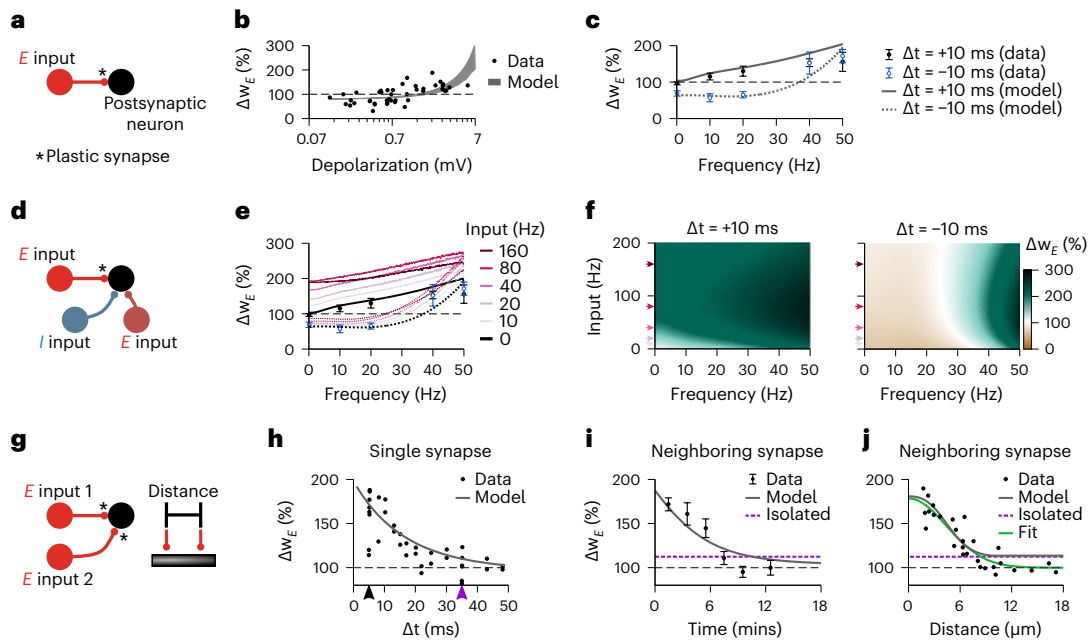 a
E input
*
Postsynaptic
neuron
*Plastic synapse
b
Δw_E (%)
300
200
100
0
0.07
0.7
7
Depolarization (mV)
Data
Model
c
Δw_E (%)
200
100
0
0
10
20
30
40
50
Frequency (Hz)
Δt = +10 ms (data)
Δt = −10 ms (data)
Δt = +10 ms (model)
Δt = −10 ms (model)
d
E input
*
I input
E input
e
Δw_E (%)
300
200
100
0
0
10
20
30
40
50
Frequency (Hz)
Input (Hz)
160
80
40
20
10
0
f
Δt = +10 ms
Input (Hz)
200
100
0
0
10
20
30
40
50
Frequency (Hz)
Δt = −10 ms
0
10
20
30
40
50
Frequency (Hz)
Δw_E (%)
300
200
100
0
g
E input 1
*
*
E input 2
Distance
h
Single synapse
Δw_E (%)
200
150
100
0
10
20
30
40
50
Δt (ms)
Data
Model
i
Neighboring synapse
Δw_E (%)
200
150
100
0
6
12
18
Time (mins)
Data
Model
Isolated
j
Neighboring synapse
Δw_E (%)
200
150
100
0
6
12
18
Distance (µm)
Data
Model
Isolated
Fit